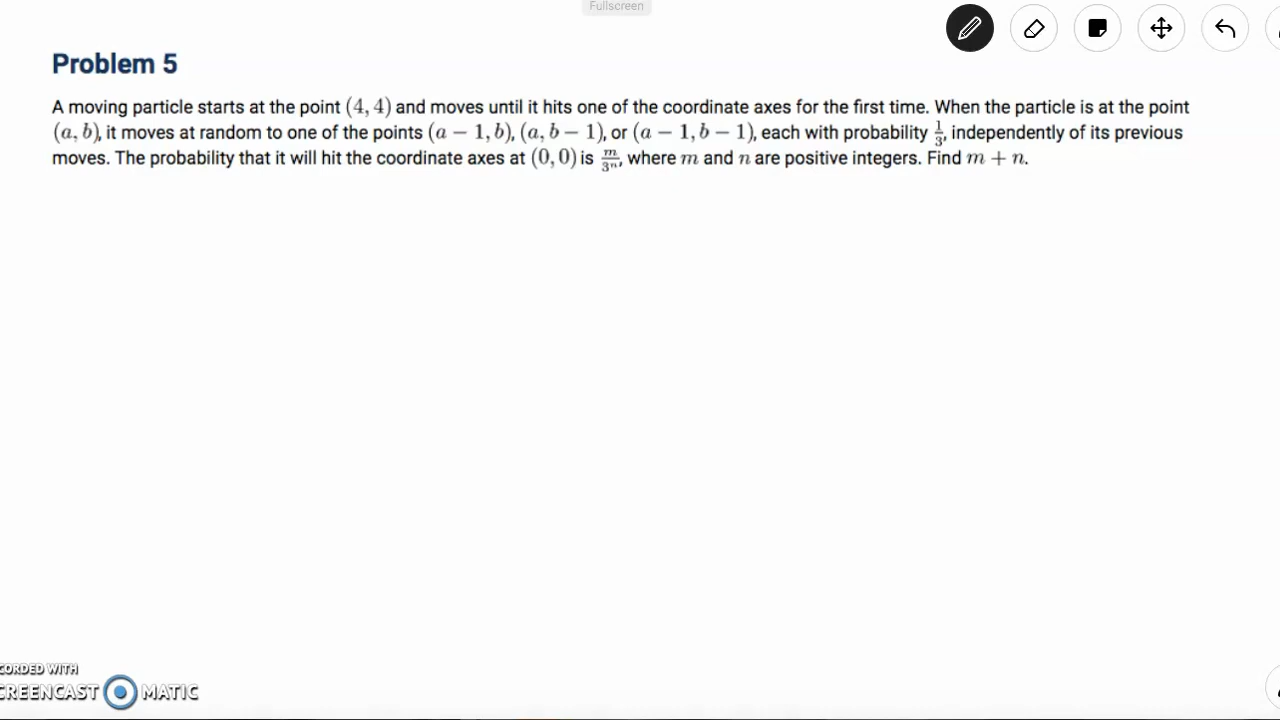 Fullscreen
Problem 5
A moving particle starts at the point (4, 4) and moves until it hits one of the coordinate axes for the first time. When the particle is at the point
(a, b), it moves at random to one of the points (a − 1, b), (a, b − 1), or (a − 1, b − 1), each with probability 1/3, independently of its previous
moves. The probability that it will hit the coordinate axes at (0, 0) is m/3ⁿ, where m and n are positive integers. Find m + n.
CORDED WITH
CREENCAST MATIC